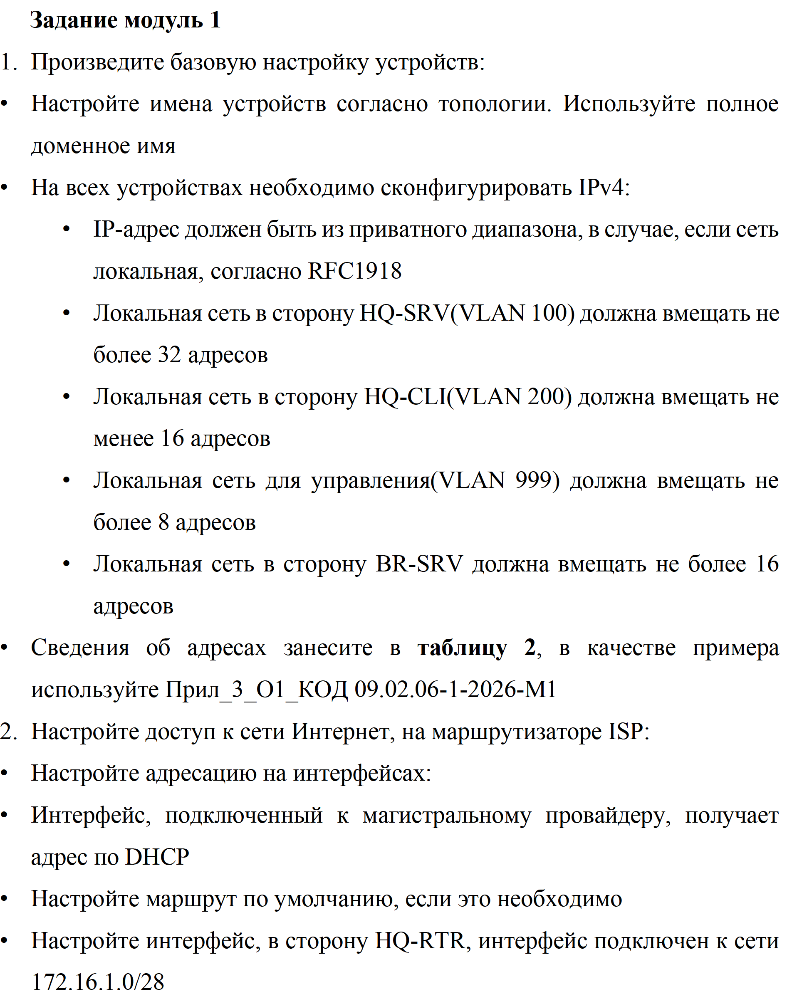 Задание модуль 1
1. Произведите базовую настройку устройств:
• Настройте имена устройств согласно топологии. Используйте полное
доменное имя
• На всех устройствах необходимо сконфигурировать IPv4:
• IP-адрес должен быть из приватного диапазона, в случае, если сеть
локальная, согласно RFC1918
• Локальная сеть в сторону HQ-SRV(VLAN 100) должна вмещать не
более 32 адресов
• Локальная сеть в сторону HQ-CLI(VLAN 200) должна вмещать не
менее 16 адресов
• Локальная сеть для управления(VLAN 999) должна вмещать не
более 8 адресов
• Локальная сеть в сторону BR-SRV должна вмещать не более 16
адресов
• Сведения об адресах занесите в таблицу 2, в качестве примера
используйте Прил_3_О1_КОД 09.02.06-1-2026-М1
2. Настройте доступ к сети Интернет, на маршрутизаторе ISP:
• Настройте адресацию на интерфейсах:
• Интерфейс, подключенный к магистральному провайдеру, получает
адрес по DHCP
• Настройте маршрут по умолчанию, если это необходимо
• Настройте интерфейс, в сторону HQ-RTR, интерфейс подключен к сети
172.16.1.0/28